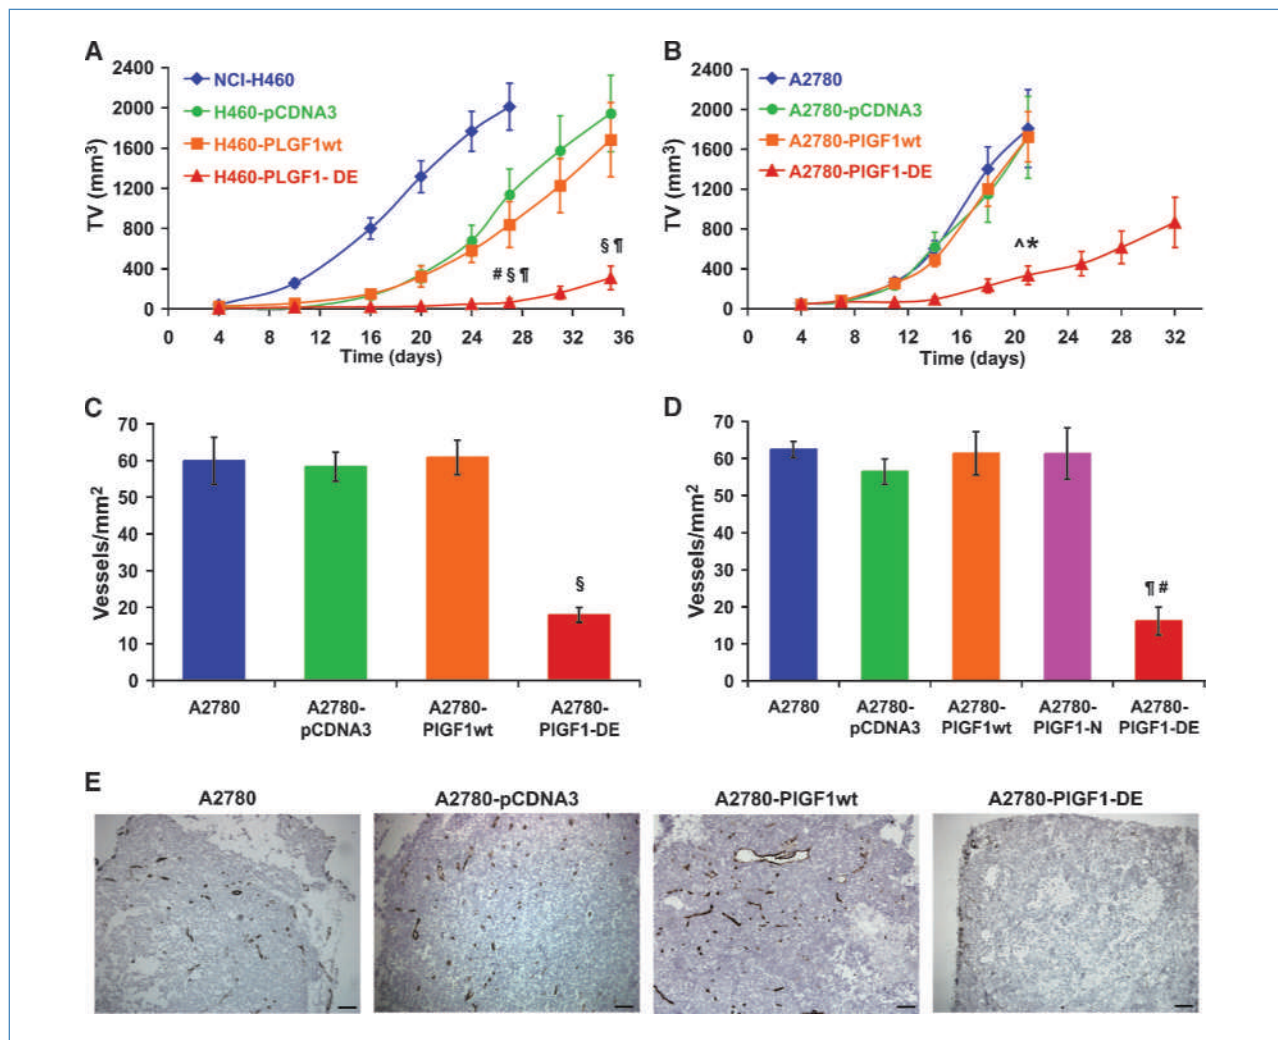 A
2400
2000
1600
1200
800
400
0
TV (mm³)
NCI-H460
H460-pCDNA3
H460-PLGF1wt
H460-PLGF1- DE
# § ¶
§ ¶
0 4 8 12 16 20 24 28 32 36
Time (days)
B
2400
2000
1600
1200
800
400
0
TV (mm³)
A2780
A2780-pCDNA3
A2780-PlGF1wt
A2780-PlGF1-DE
^*
0 4 8 12 16 20 24 28 32
Time (days)
C
70
60
50
40
30
20
10
0
Vessels/mm²
§
A2780
A2780-
pCDNA3
A2780-
PlGF1wt
A2780-
PlGF1-DE
D
70
60
50
40
30
20
10
0
Vessels/mm²
¶ #
A2780
A2780-
pCDNA3
A2780-
PlGF1wt
A2780-
PlGF1-N
A2780-
PlGF1-DE
E
A2780
A2780-pCDNA3
A2780-PlGF1wt
A2780-PlGF1-DE